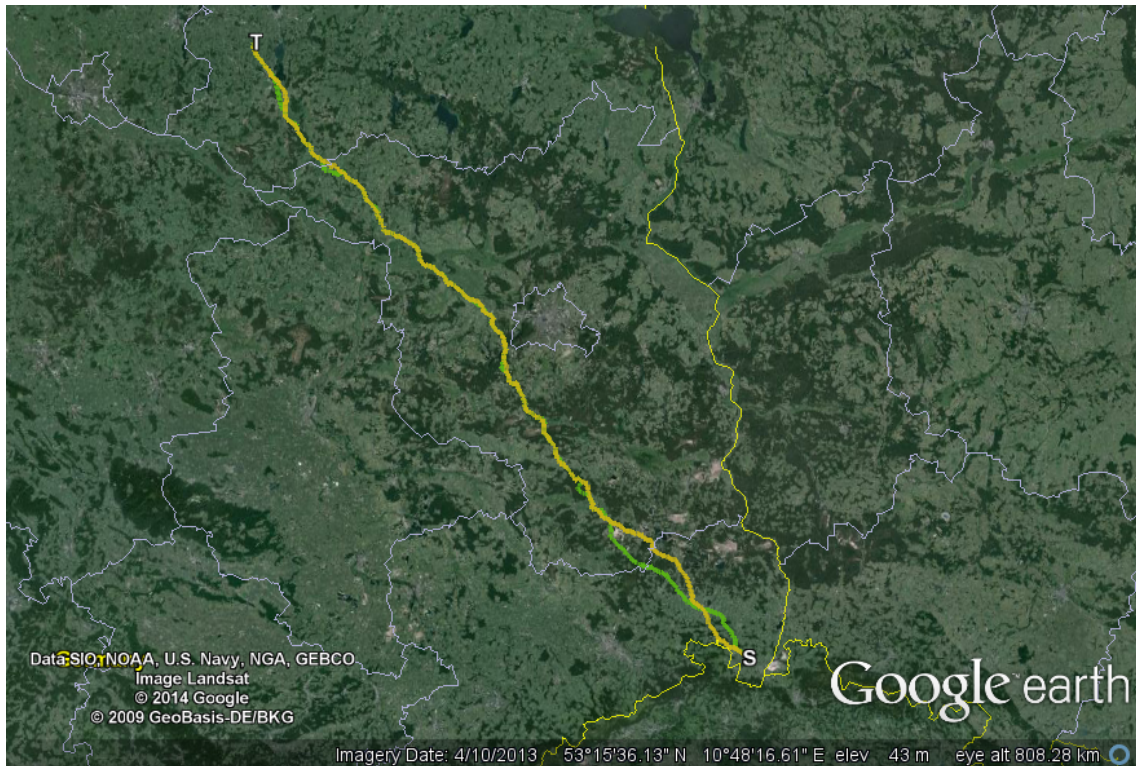 T
S
Data SIO, NOAA, U.S. Navy, NGA, GEBCO
Image Landsat
© 2014 Google
© 2009 GeoBasis-DE/BKG
Google earth
Imagery Date: 4/10/2013 53°15'36.13" N 10°48'16.61" E elev 43 m eye alt 808.28 km